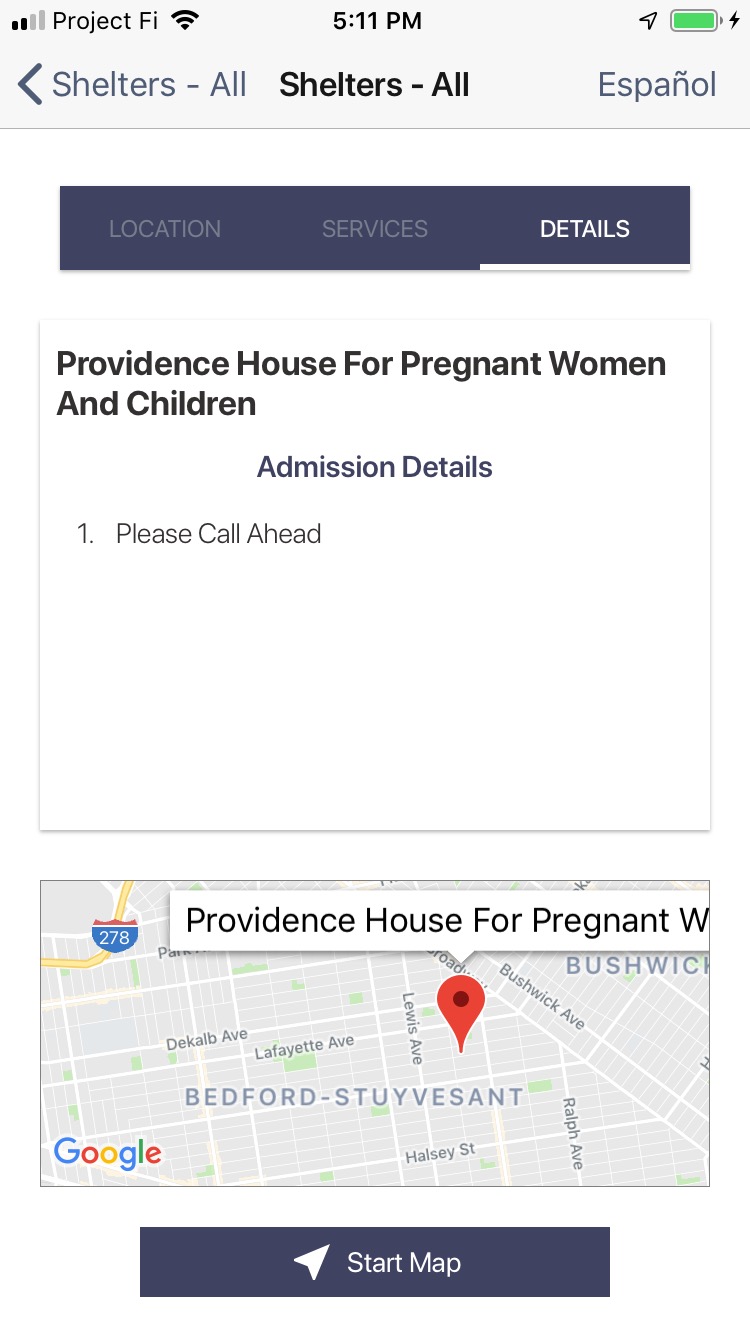 Project Fi 5:11 PM
Shelters - All Shelters - All Español
LOCATION SERVICES DETAILS
Providence House For Pregnant Women
And Children
Admission Details
1. Please Call Ahead
Providence House For Pregnant W
278
BUSHWICK
Bushwick Ave
Lewis Ave
Dekalb Ave
Lafayette Ave
BEDFORD-STUYVESANT
Ralph Ave
Halsey St
Google
Start Map